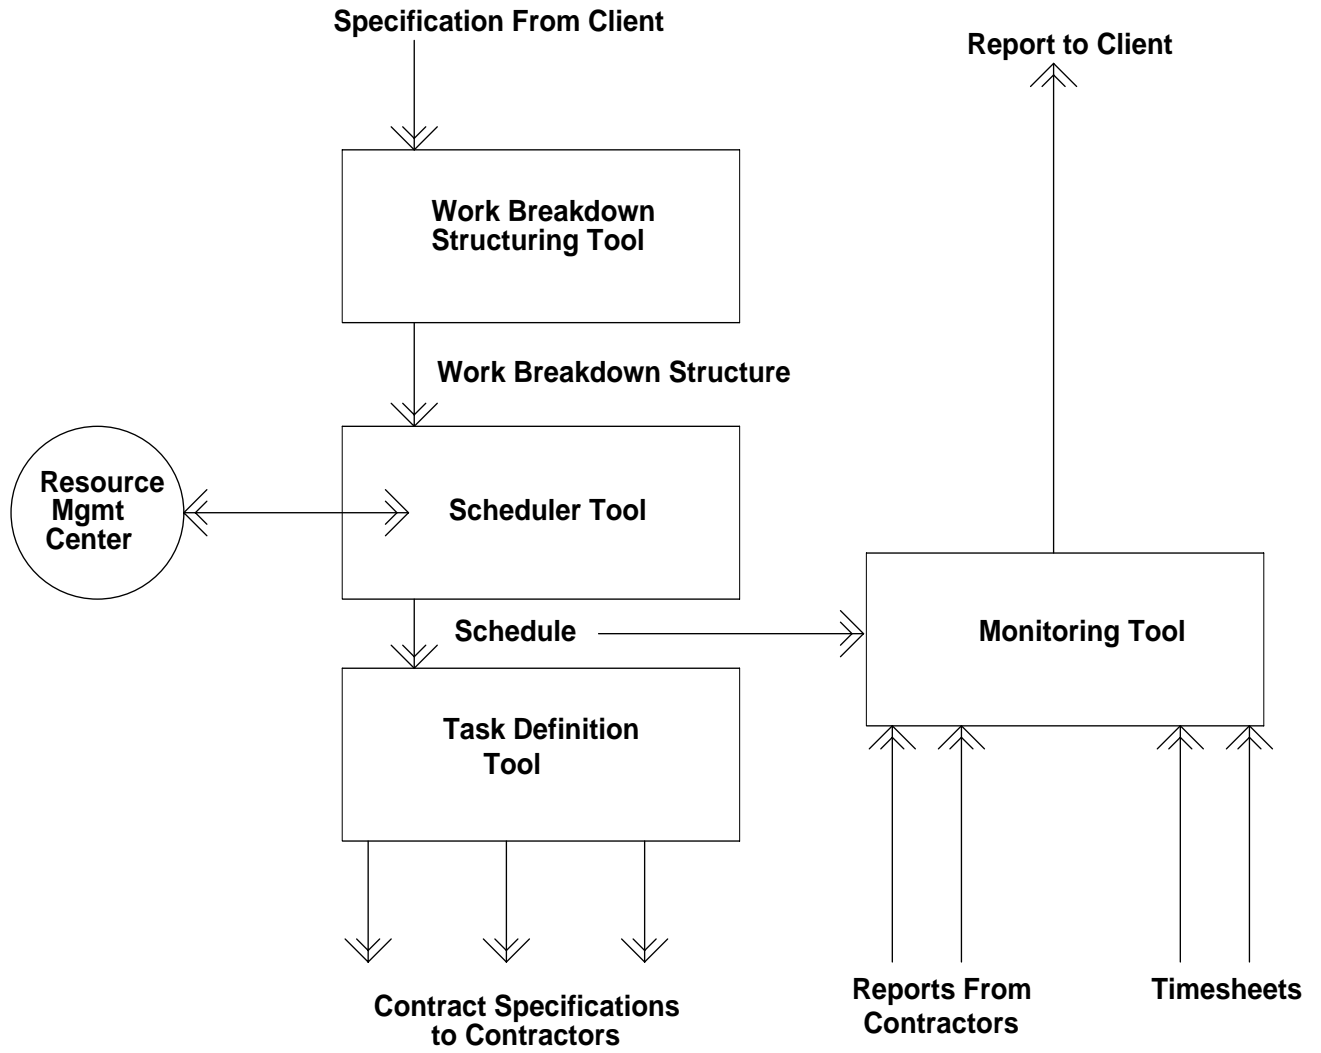 Specification From Client
Report to Client
Work Breakdown
Structuring Tool
Work Breakdown Structure
Resource
Mgmt
Center
Scheduler Tool
Schedule
Monitoring Tool
Task Definition
Tool
Contract Specifications
to Contractors
Reports From
Contractors
Timesheets